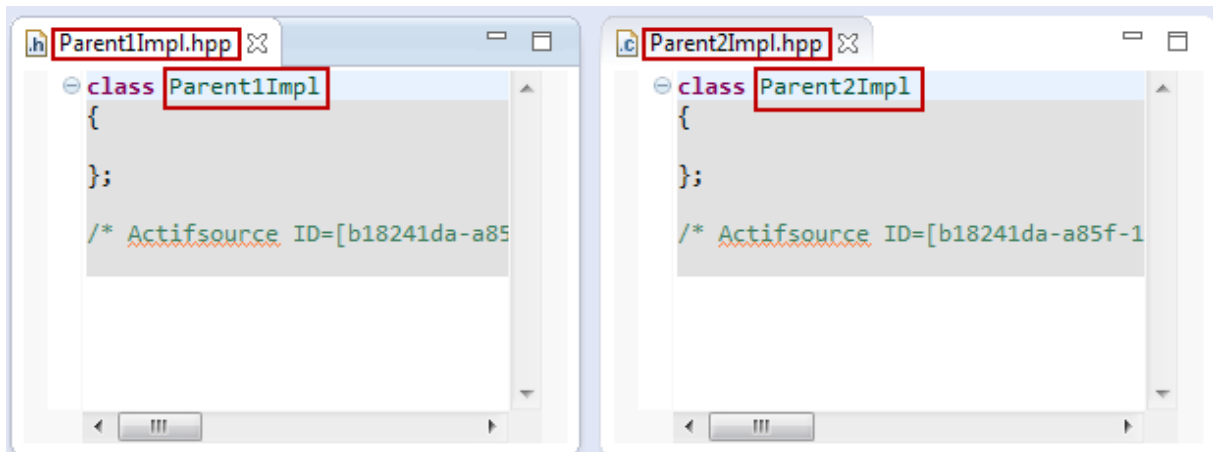 .h Parent1Impl.hpp
class Parent1Impl
{
};
/* Actifsource ID=[b18241da-a85
.c Parent2Impl.hpp
class Parent2Impl
{
};
/* Actifsource ID=[b18241da-a85f-1